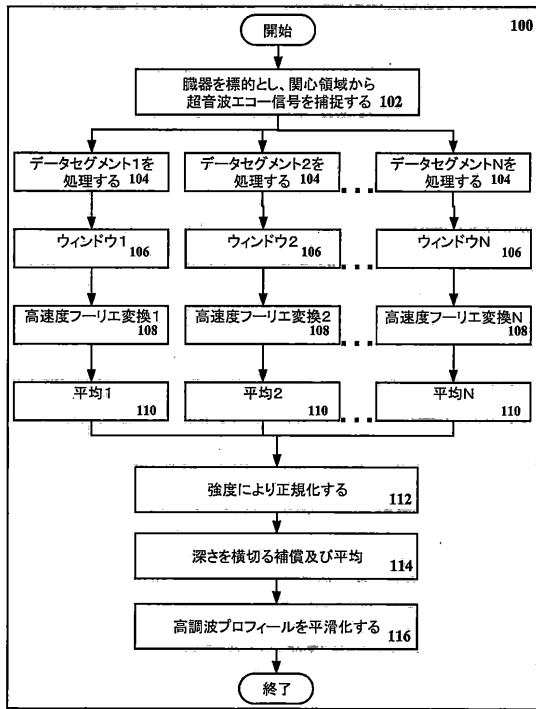 100
開始
臓器を標的とし、関心領域から
超音波エコー信号を捕捉する 102
データセグメント1を
処理する 104
データセグメント2を
処理する 104
データセグメントNを
処理する 104
ウィンドウ1
106
ウィンドウ2
106
ウィンドウN
106
高速度フーリエ変換1
108
高速度フーリエ変換2
108
高速度フーリエ変換N
108
平均1
110
平均2
110
平均N
110
強度により正規化する
112
深さを横切る補償及び平均
114
高調波プロフィールを平滑化する
116
終了